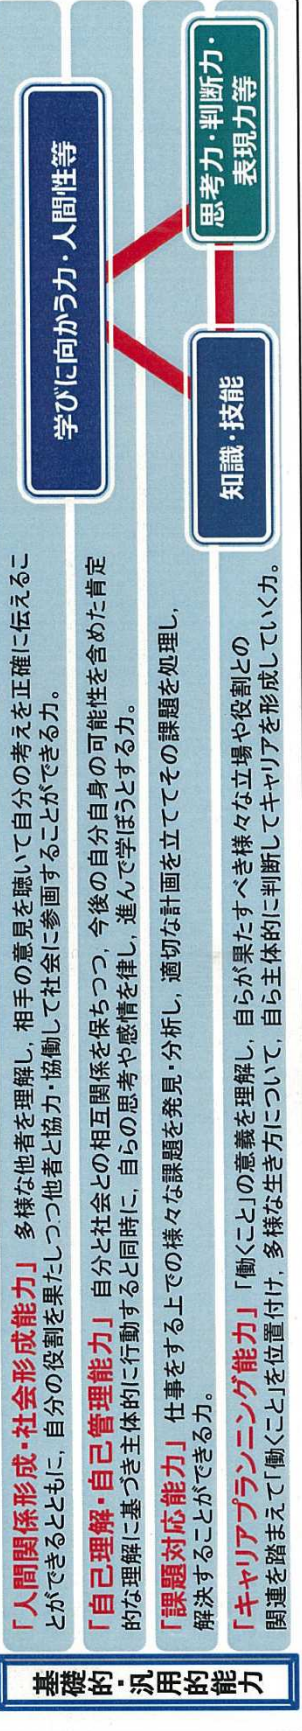 基礎的・汎用的能力
「人間関係形成・社会形成能力」 多様な他者を理解し，相手の意見を聴いて自分の考えを正確に伝えるこ
とができるとともに，自分の役割を果たしつつ他者と協力・協働して社会に参画することができる力。
「自己理解・自己管理能力」 自分と社会との相互関係を保ちつつ，今後の自分自身の可能性を含めた肯定
的な理解に基づき主体的に行動すると同時に，自らの思考や感情を律し，進んで学ぼうとする力。
「課題対応能力」 仕事をする上での様々な課題を発見・分析し，適切な計画を立ててその課題を処理し，
解決することができる力。
「キャリアプランニング能力」 「働くこと」の意義を理解し，自らが果たすべき様々な立場や役割との
関連を踏まえて「働くこと」を位置付け，多様な生き方について，自ら主体的に判断してキャリアを形成していく力。
学びに向かう力・人間性等
知識・技能
思考力・判断力・
表現力等